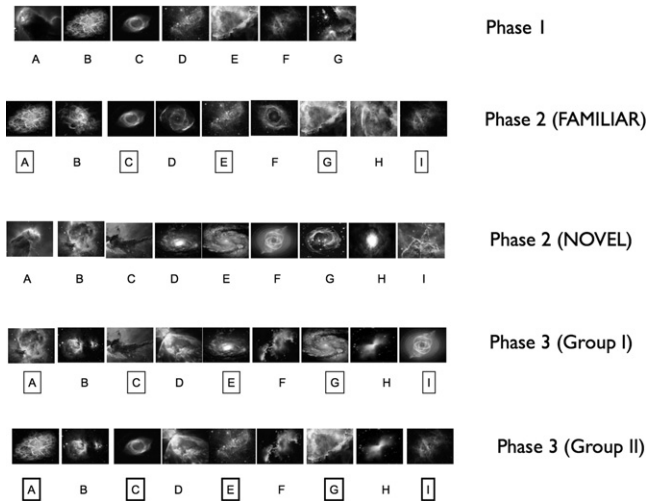 Phase 1
A B C D E F G
Phase 2 (FAMILIAR)
A B C D E F G H I
Phase 2 (NOVEL)
A B C D E F G H I
Phase 3 (Group I)
A B C D E F G H I
Phase 3 (Group II)
A B C D E F G H I